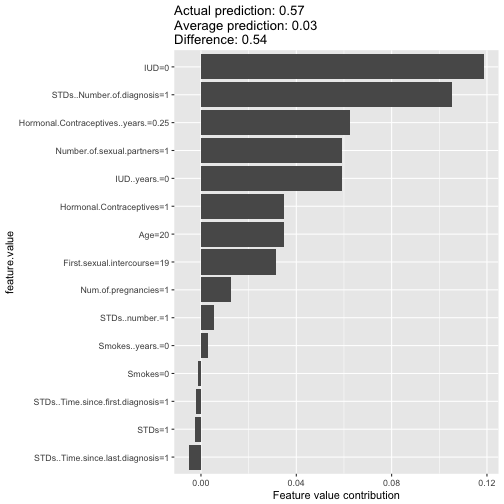 Actual prediction: 0.57
Average prediction: 0.03
Difference: 0.54
IUD=0
STDs..Number.of.diagnosis=1
Hormonal.Contraceptives..years.=0.25
Number.of.sexual.partners=1
IUD..years.=0
Hormonal.Contraceptives=1
Age=20
First.sexual.intercourse=19
Num.of.pregnancies=1
STDs..number.=1
Smokes..years.=0
Smokes=0
STDs..Time.since.first.diagnosis=1
STDs=1
STDs..Time.since.last.diagnosis=1
feature.value
0.00 0.04 0.08 0.12
Feature value contribution